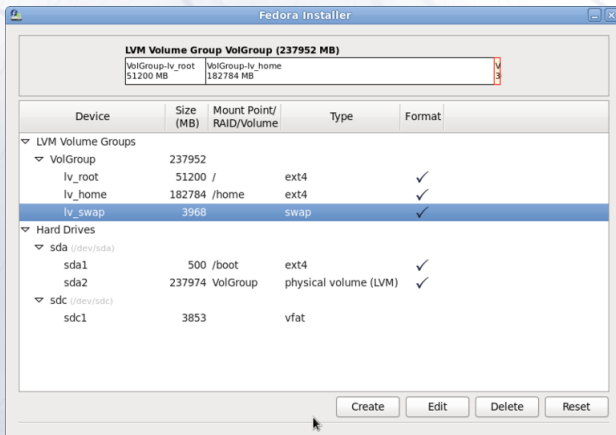 Fedora Installer
LVM Volume Group VolGroup (237952 MB)
VolGroup-lv_root VolGroup-lv_home V
51200 MB 182784 MB 3
Device Size (MB) Mount Point/ RAID/Volume Type Format
LVM Volume Groups
VolGroup 237952
lv_root 51200 / ext4
lv_home 182784 /home ext4
lv_swap 3968 swap
Hard Drives
sda (/dev/sda)
sda1 500 /boot ext4
sda2 237974 VolGroup physical volume (LVM)
sdc (/dev/sdc)
sdc1 3853 vfat
Create Edit Delete Reset